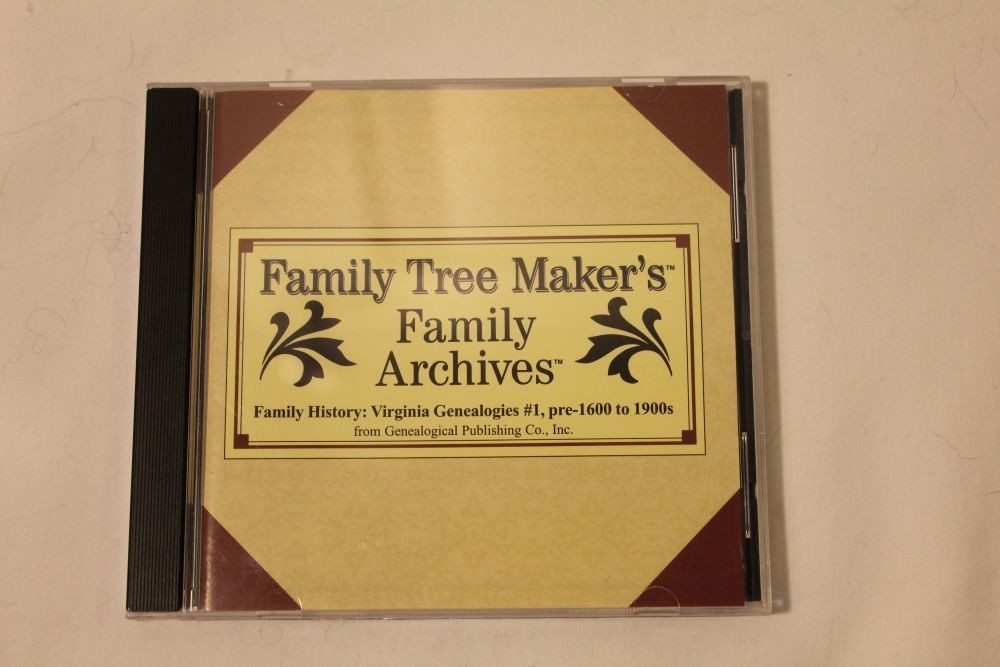 Family Tree Maker's™
Family
Archives™
Family History: Virginia Genealogies #1, pre-1600 to 1900s
from Genealogical Publishing Co., Inc.